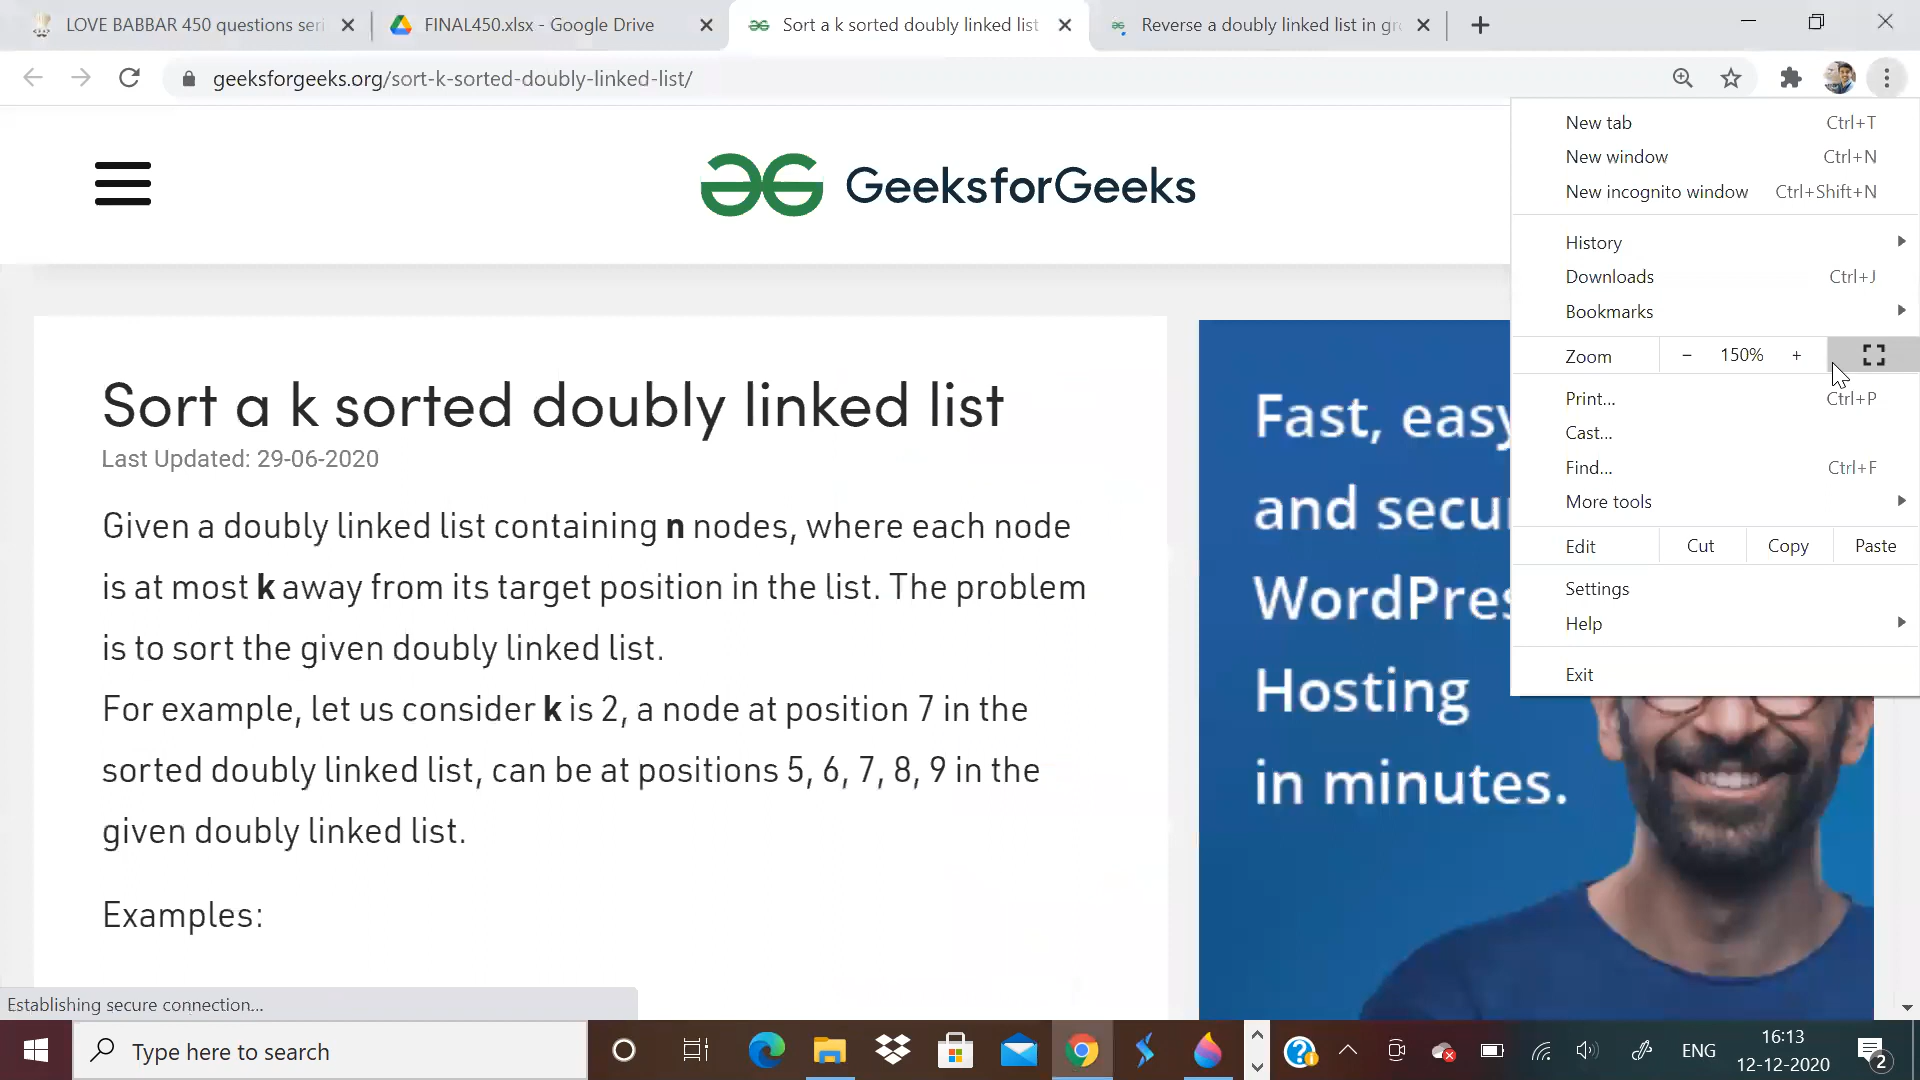 LOVE BABBAR 450 questions seri
FINAL450.xlsx - Google Drive
Sort a k sorted doubly linked list
Reverse a doubly linked list in gr
geeksforgeeks.org/sort-k-sorted-doubly-linked-list/
GeeksforGeeks
New tab Ctrl+T
New window Ctrl+N
New incognito window Ctrl+Shift+N
History
Downloads Ctrl+J
Bookmarks
Zoom − 150% +
Print... Ctrl+P
Cast...
Find... Ctrl+F
More tools
Edit Cut Copy Paste
Settings
Help
Exit
Sort a k sorted doubly linked list
Last Updated: 29-06-2020
Given a doubly linked list containing n nodes, where each node
is at most k away from its target position in the list. The problem
is to sort the given doubly linked list.
For example, let us consider k is 2, a node at position 7 in the
sorted doubly linked list, can be at positions 5, 6, 7, 8, 9 in the
given doubly linked list.
Examples:
Fast, easy
and secu
WordPres
Hosting
in minutes.
Establishing secure connection...
Type here to search
ENG
16:13
12-12-2020
2